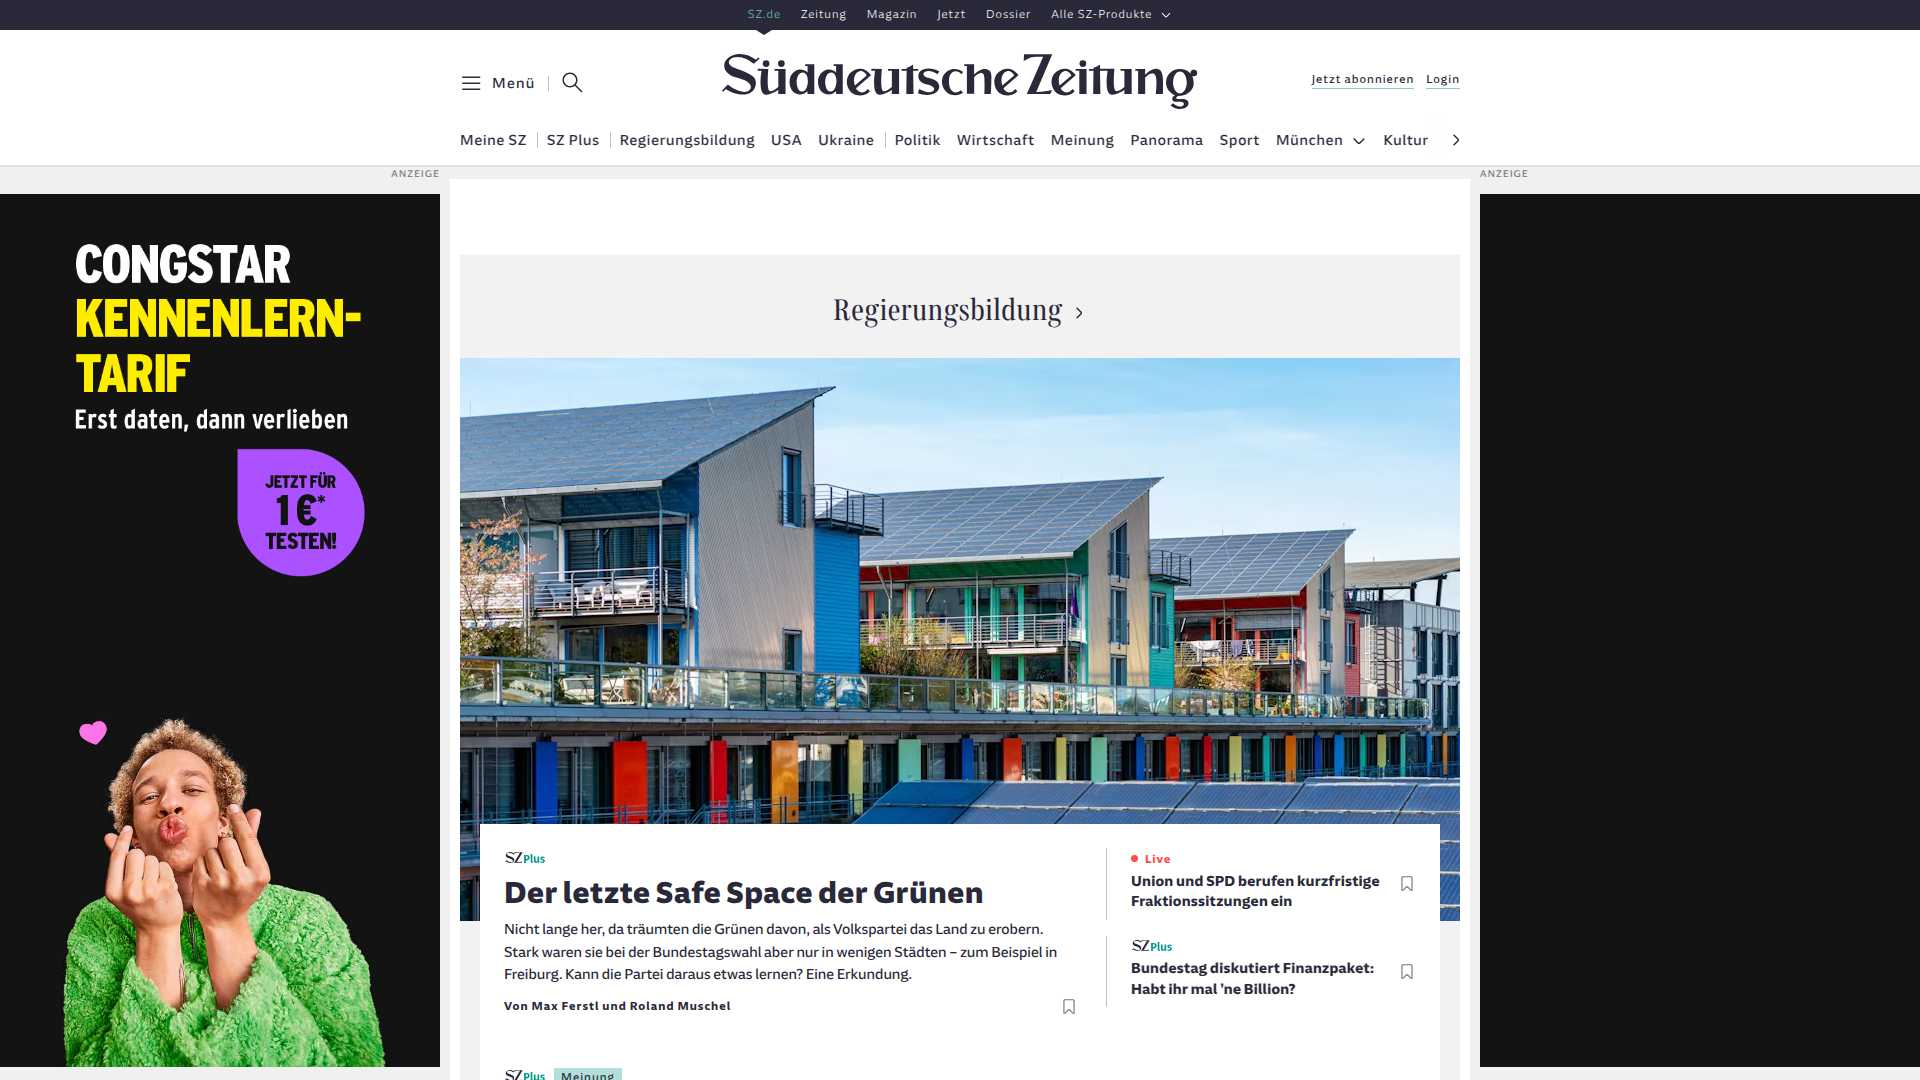 SZ.de Zeitung Magazin Jetzt Dossier Alle SZ-Produkte
Menü
Süddeutsche Zeitung
Jetzt abonnieren Login
Meine SZ SZ Plus Regierungsbildung USA Ukraine Politik Wirtschaft Meinung Panorama Sport München Kultur
ANZEIGE
ANZEIGE
CONGSTAR
KENNENLERN-
TARIF
Erst daten, dann verlieben
JETZT FÜR
1 €*
TESTEN!
Regierungsbildung
SZ Plus
Der letzte Safe Space der Grünen
Nicht lange her, da träumten die Grünen davon, als Volkspartei das Land zu erobern.
Stark waren sie bei der Bundestagswahl aber nur in wenigen Städten – zum Beispiel in
Freiburg. Kann die Partei daraus etwas lernen? Eine Erkundung.
Von Max Ferstl und Roland Muschel
Live
Union und SPD berufen kurzfristige
Fraktionssitzungen ein
SZ Plus
Bundestag diskutiert Finanzpaket:
Habt ihr mal ’ne Billion?
SZ Plus Meinung